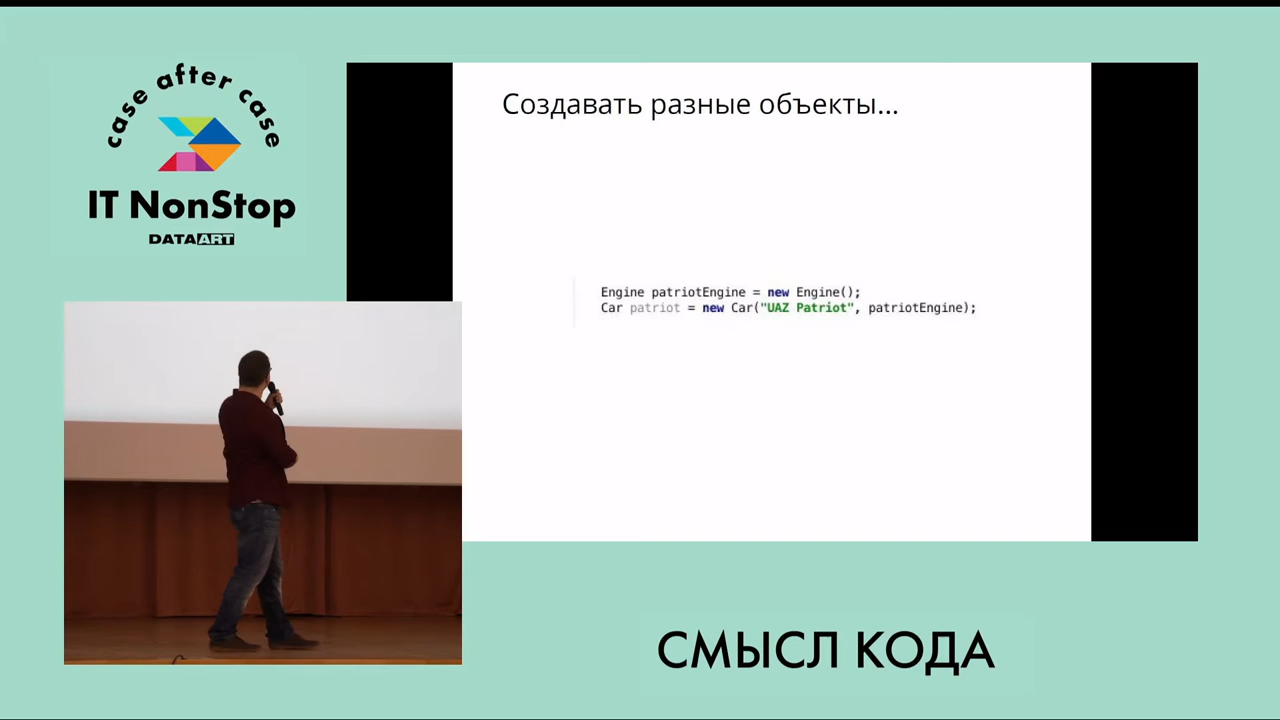 case after case
IT NonStop
DATAART
Создавать разные объекты...
Engine patriotEngine = new Engine();
Car patriot = new Car("UAZ Patriot", patriotEngine);
СМЫСЛ КОДА